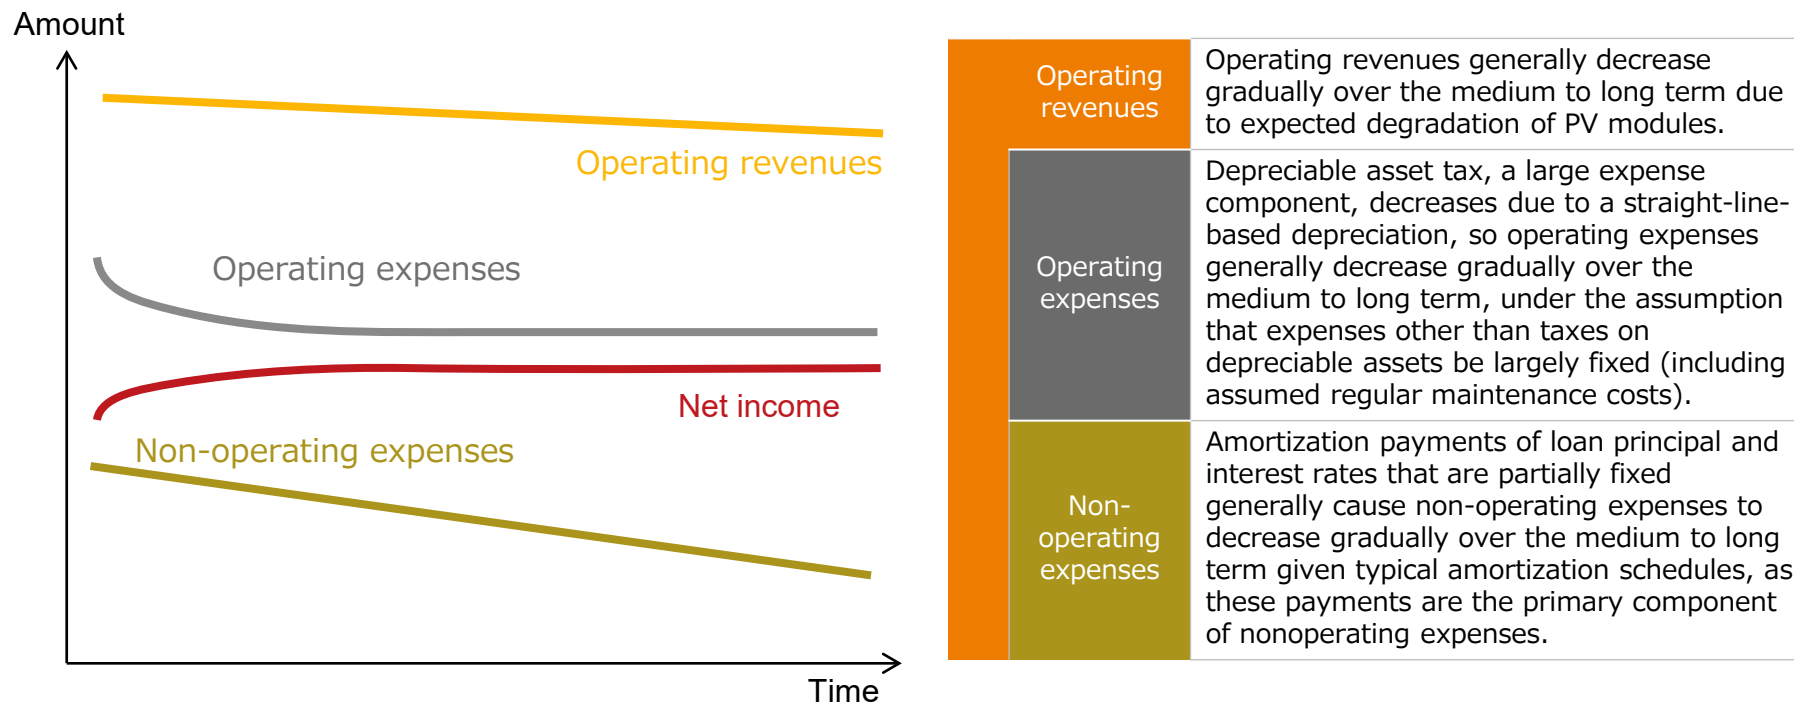 Amount
Operating revenues
Operating expenses
Net income
Non-operating expenses
Time
Operating
revenues
Operating revenues generally decrease
gradually over the medium to long term due
to expected degradation of PV modules.
Operating
expenses
Depreciable asset tax, a large expense
component, decreases due to a straight-line-
based depreciation, so operating expenses
generally decrease gradually over the
medium to long term, under the assumption
that expenses other than taxes on
depreciable assets be largely fixed (including
assumed regular maintenance costs).
Non-
operating
expenses
Amortization payments of loan principal and
interest rates that are partially fixed
generally cause non-operating expenses to
decrease gradually over the medium to long
term given typical amortization schedules, as
these payments are the primary component
of nonoperating expenses.